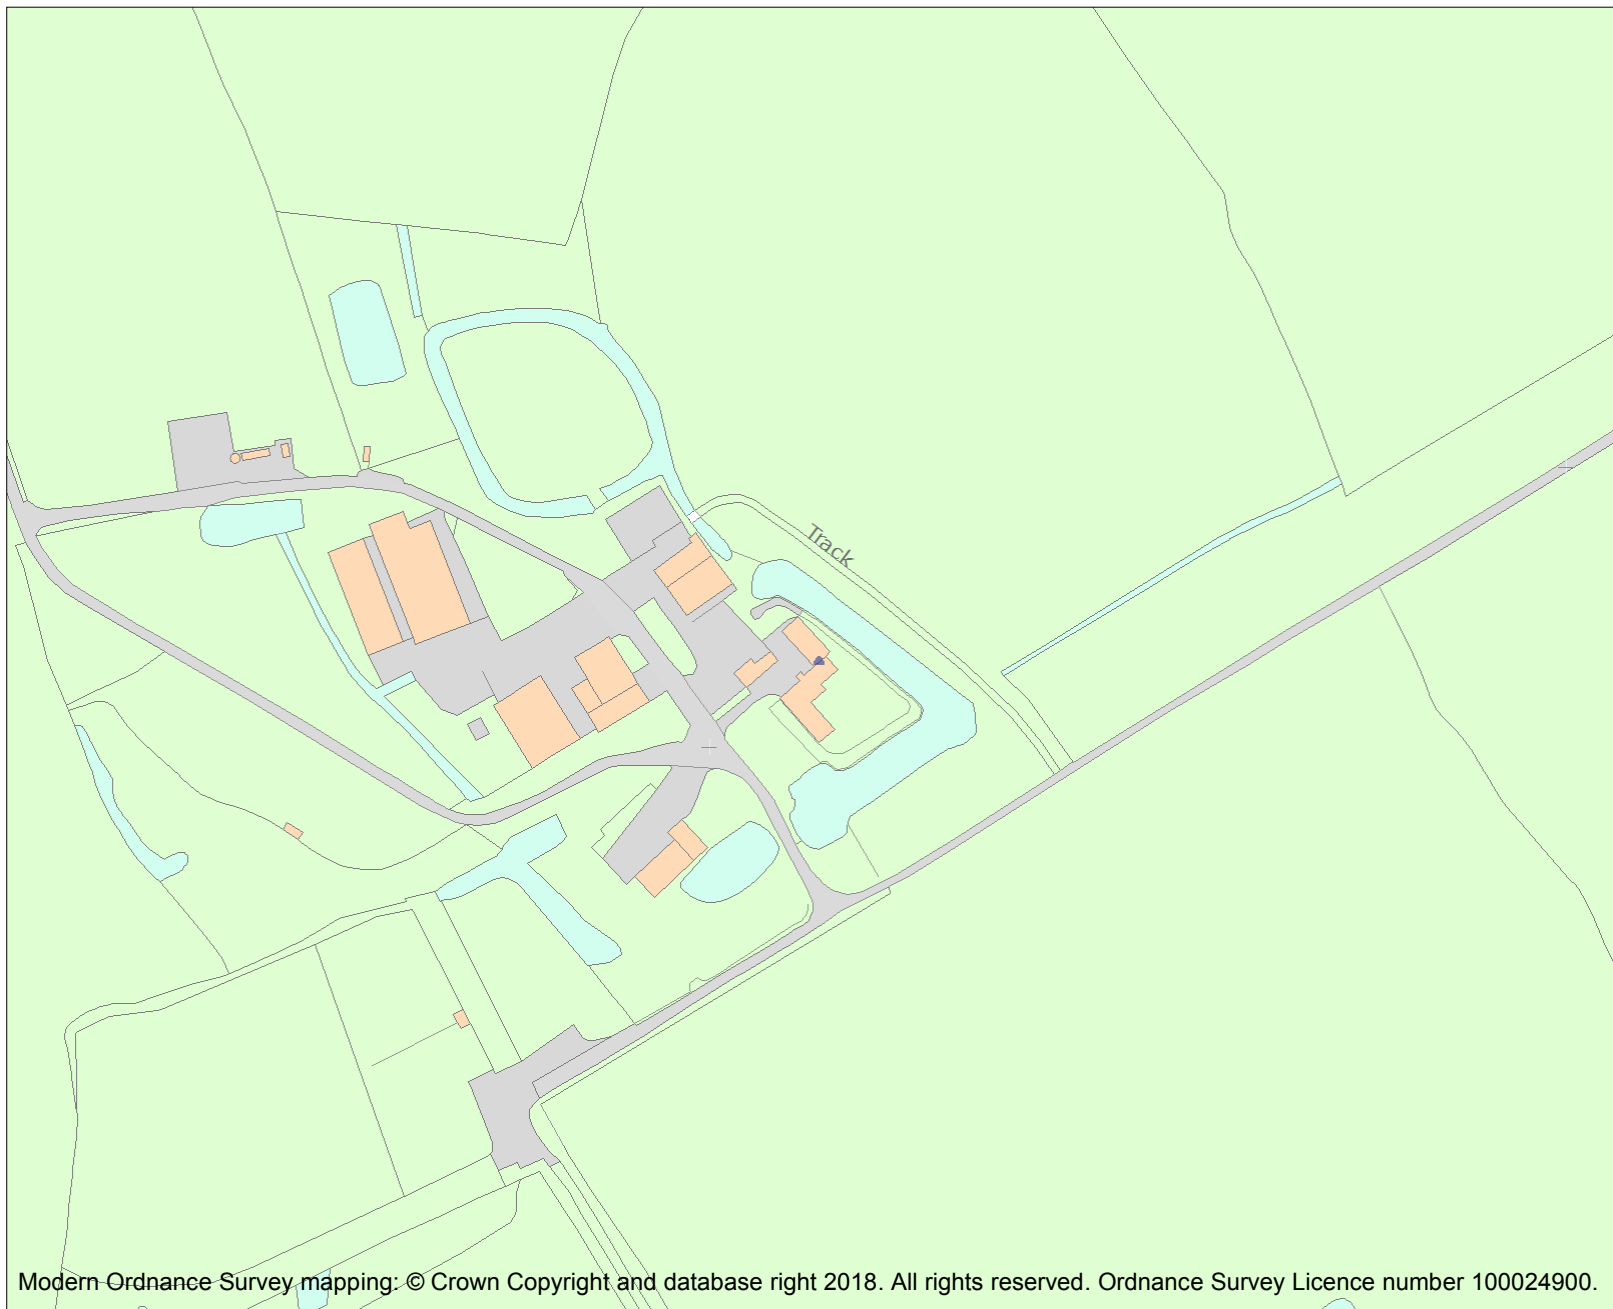 Track
Modern Ordnance Survey mapping: © Crown Copyright and database right 2018. All rights reserved. Ordnance Survey Licence number 100024900.